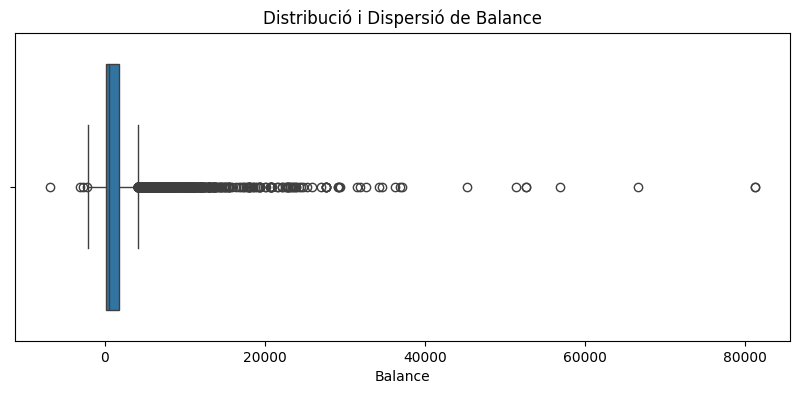 Distribució i Dispersió de Balance
0 20000 40000 60000 80000
Balance